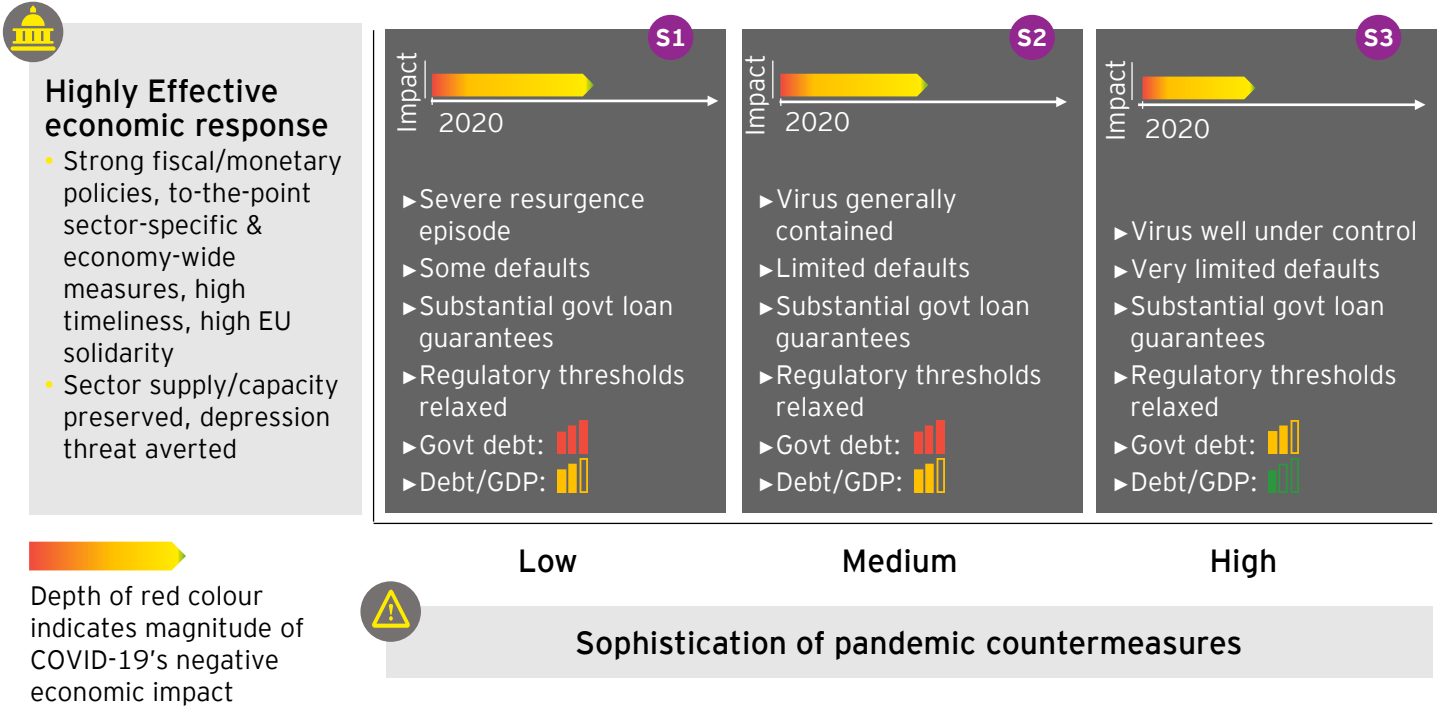 Highly Effective
economic response
• Strong fiscal/monetary
policies, to-the-point
sector-specific &
economy-wide
measures, high
timeliness, high EU
solidarity
• Sector supply/capacity
preserved, depression
threat averted
S1
Impact
2020
►Severe resurgence
episode
►Some defaults
►Substantial govt loan
guarantees
►Regulatory thresholds
relaxed
►Govt debt:
►Debt/GDP:
S2
Impact
2020
►Virus generally
contained
►Limited defaults
►Substantial govt loan
guarantees
►Regulatory thresholds
relaxed
►Govt debt:
►Debt/GDP:
S3
Impact
2020
►Virus well under control
►Very limited defaults
►Substantial govt loan
guarantees
►Regulatory thresholds
relaxed
►Govt debt:
►Debt/GDP:
Low
Medium
High
Sophistication of pandemic countermeasures
Depth of red colour
indicates magnitude of
COVID-19’s negative
economic impact